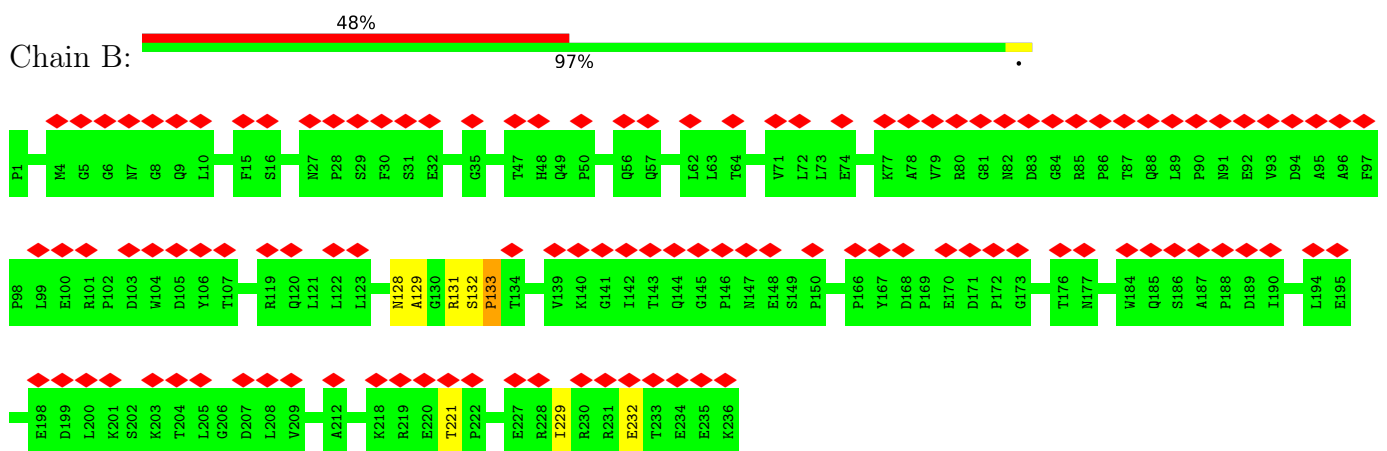 48%
Chain B:
97%
.
P1 M4 G5 G6 N7 G8 Q9 L10 F15 S16 N27 P28 S29 F30 S31 E32 G35 T47 H48 Q49 P50 Q56 Q57 L62 L63 T64 V71 L72 L73 E74 K77 A78 V79 R80 G81 N82 D83 G84 R85 P86 T87 Q88 L89 P90 N91 E92 V93 D94 A95 A96 F97
P98 L99 E100 R101 P102 D103 W104 D105 Y106 T107 R119 Q120 L121 L122 L123 N128 A129 G130 R131 S132 P133 T134 V139 K140 G141 I142 T143 Q144 G145 P146 N147 E148 S149 P150 P166 Y167 D168 P169 E170 D171 P172 G173 T176 N177 W184 Q185 S186 A187 P188 D189 I190 L194 E195
E198 D199 L200 K201 S202 K203 T204 L205 G206 D207 L208 V209 A212 K218 R219 E220 T221 P222 E227 R228 I229 R230 R231 E232 T233 E234 E235 K236